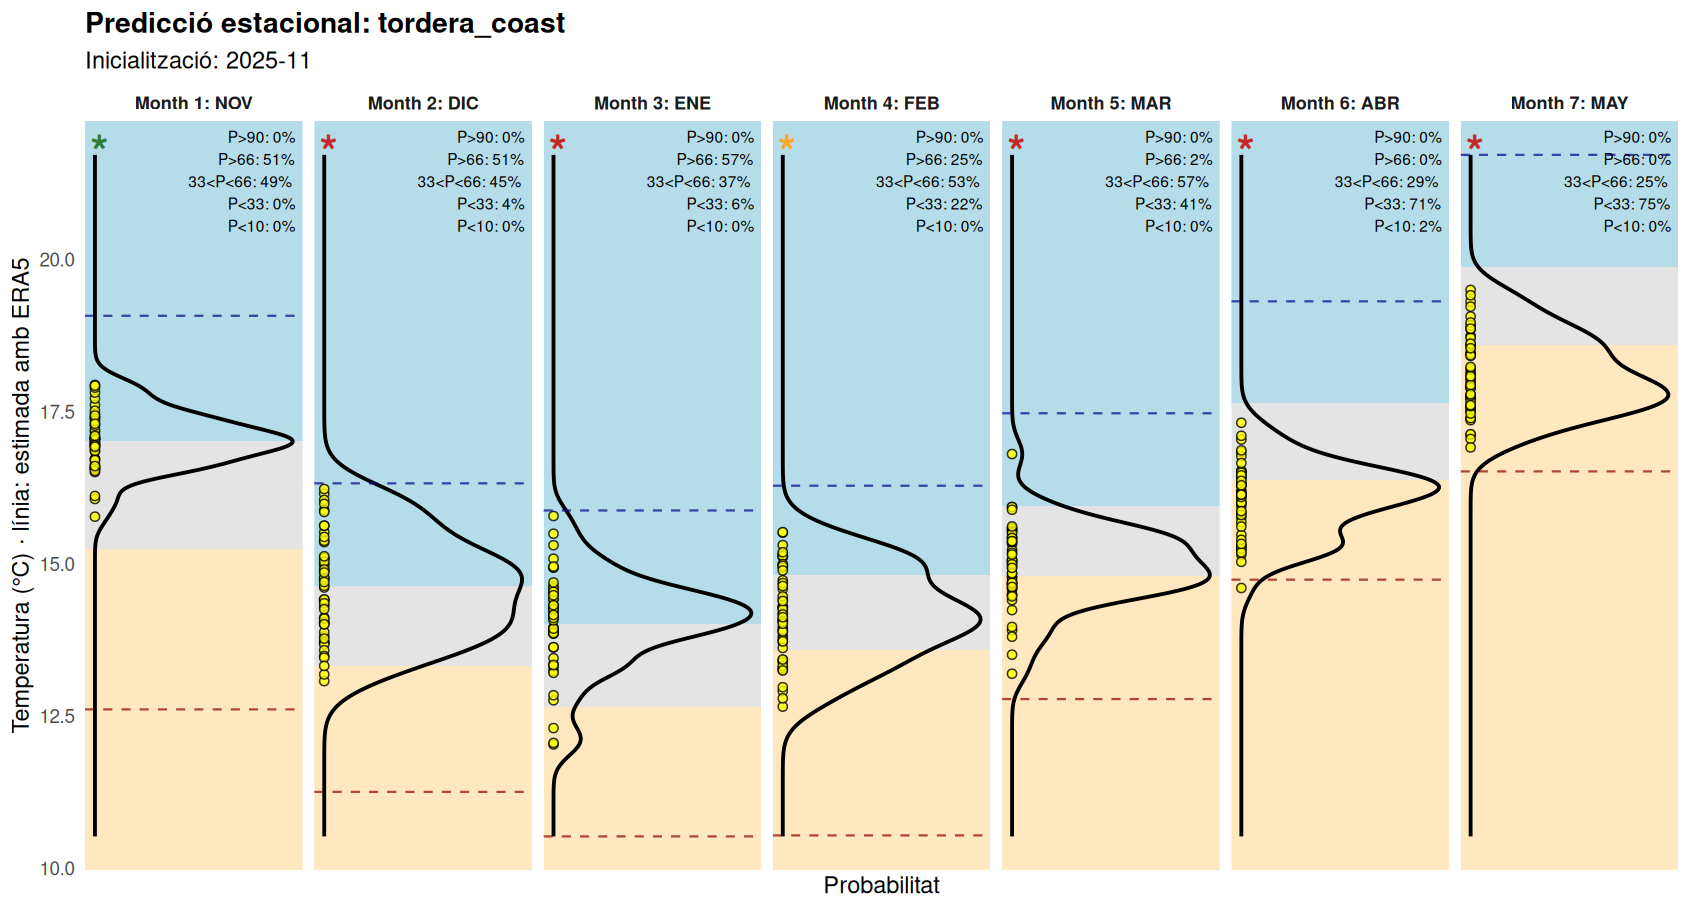 Predicció estacional: tordera_coast
Inicialització: 2025-11
Month 1: NOV
Month 2: DIC
Month 3: ENE
Month 4: FEB
Month 5: MAR
Month 6: ABR
Month 7: MAY
*
P>90: 0%
P>66: 51%
33<P<66: 49%
P<33: 0%
P<10: 0%
*
P>90: 0%
P>66: 51%
33<P<66: 45%
P<33: 4%
P<10: 0%
*
P>90: 0%
P>66: 57%
33<P<66: 37%
P<33: 6%
P<10: 0%
*
P>90: 0%
P>66: 25%
33<P<66: 53%
P<33: 22%
P<10: 0%
*
P>90: 0%
P>66: 2%
33<P<66: 57%
P<33: 41%
P<10: 0%
*
P>90: 0%
P>66: 0%
33<P<66: 29%
P<33: 71%
P<10: 2%
*
P>90: 0%
P>66: 0%
33<P<66: 25%
P<33: 75%
P<10: 0%
20.0
17.5
15.0
12.5
10.0
Temperatura (°C) · línia: estimada amb ERA5
Probabilitat